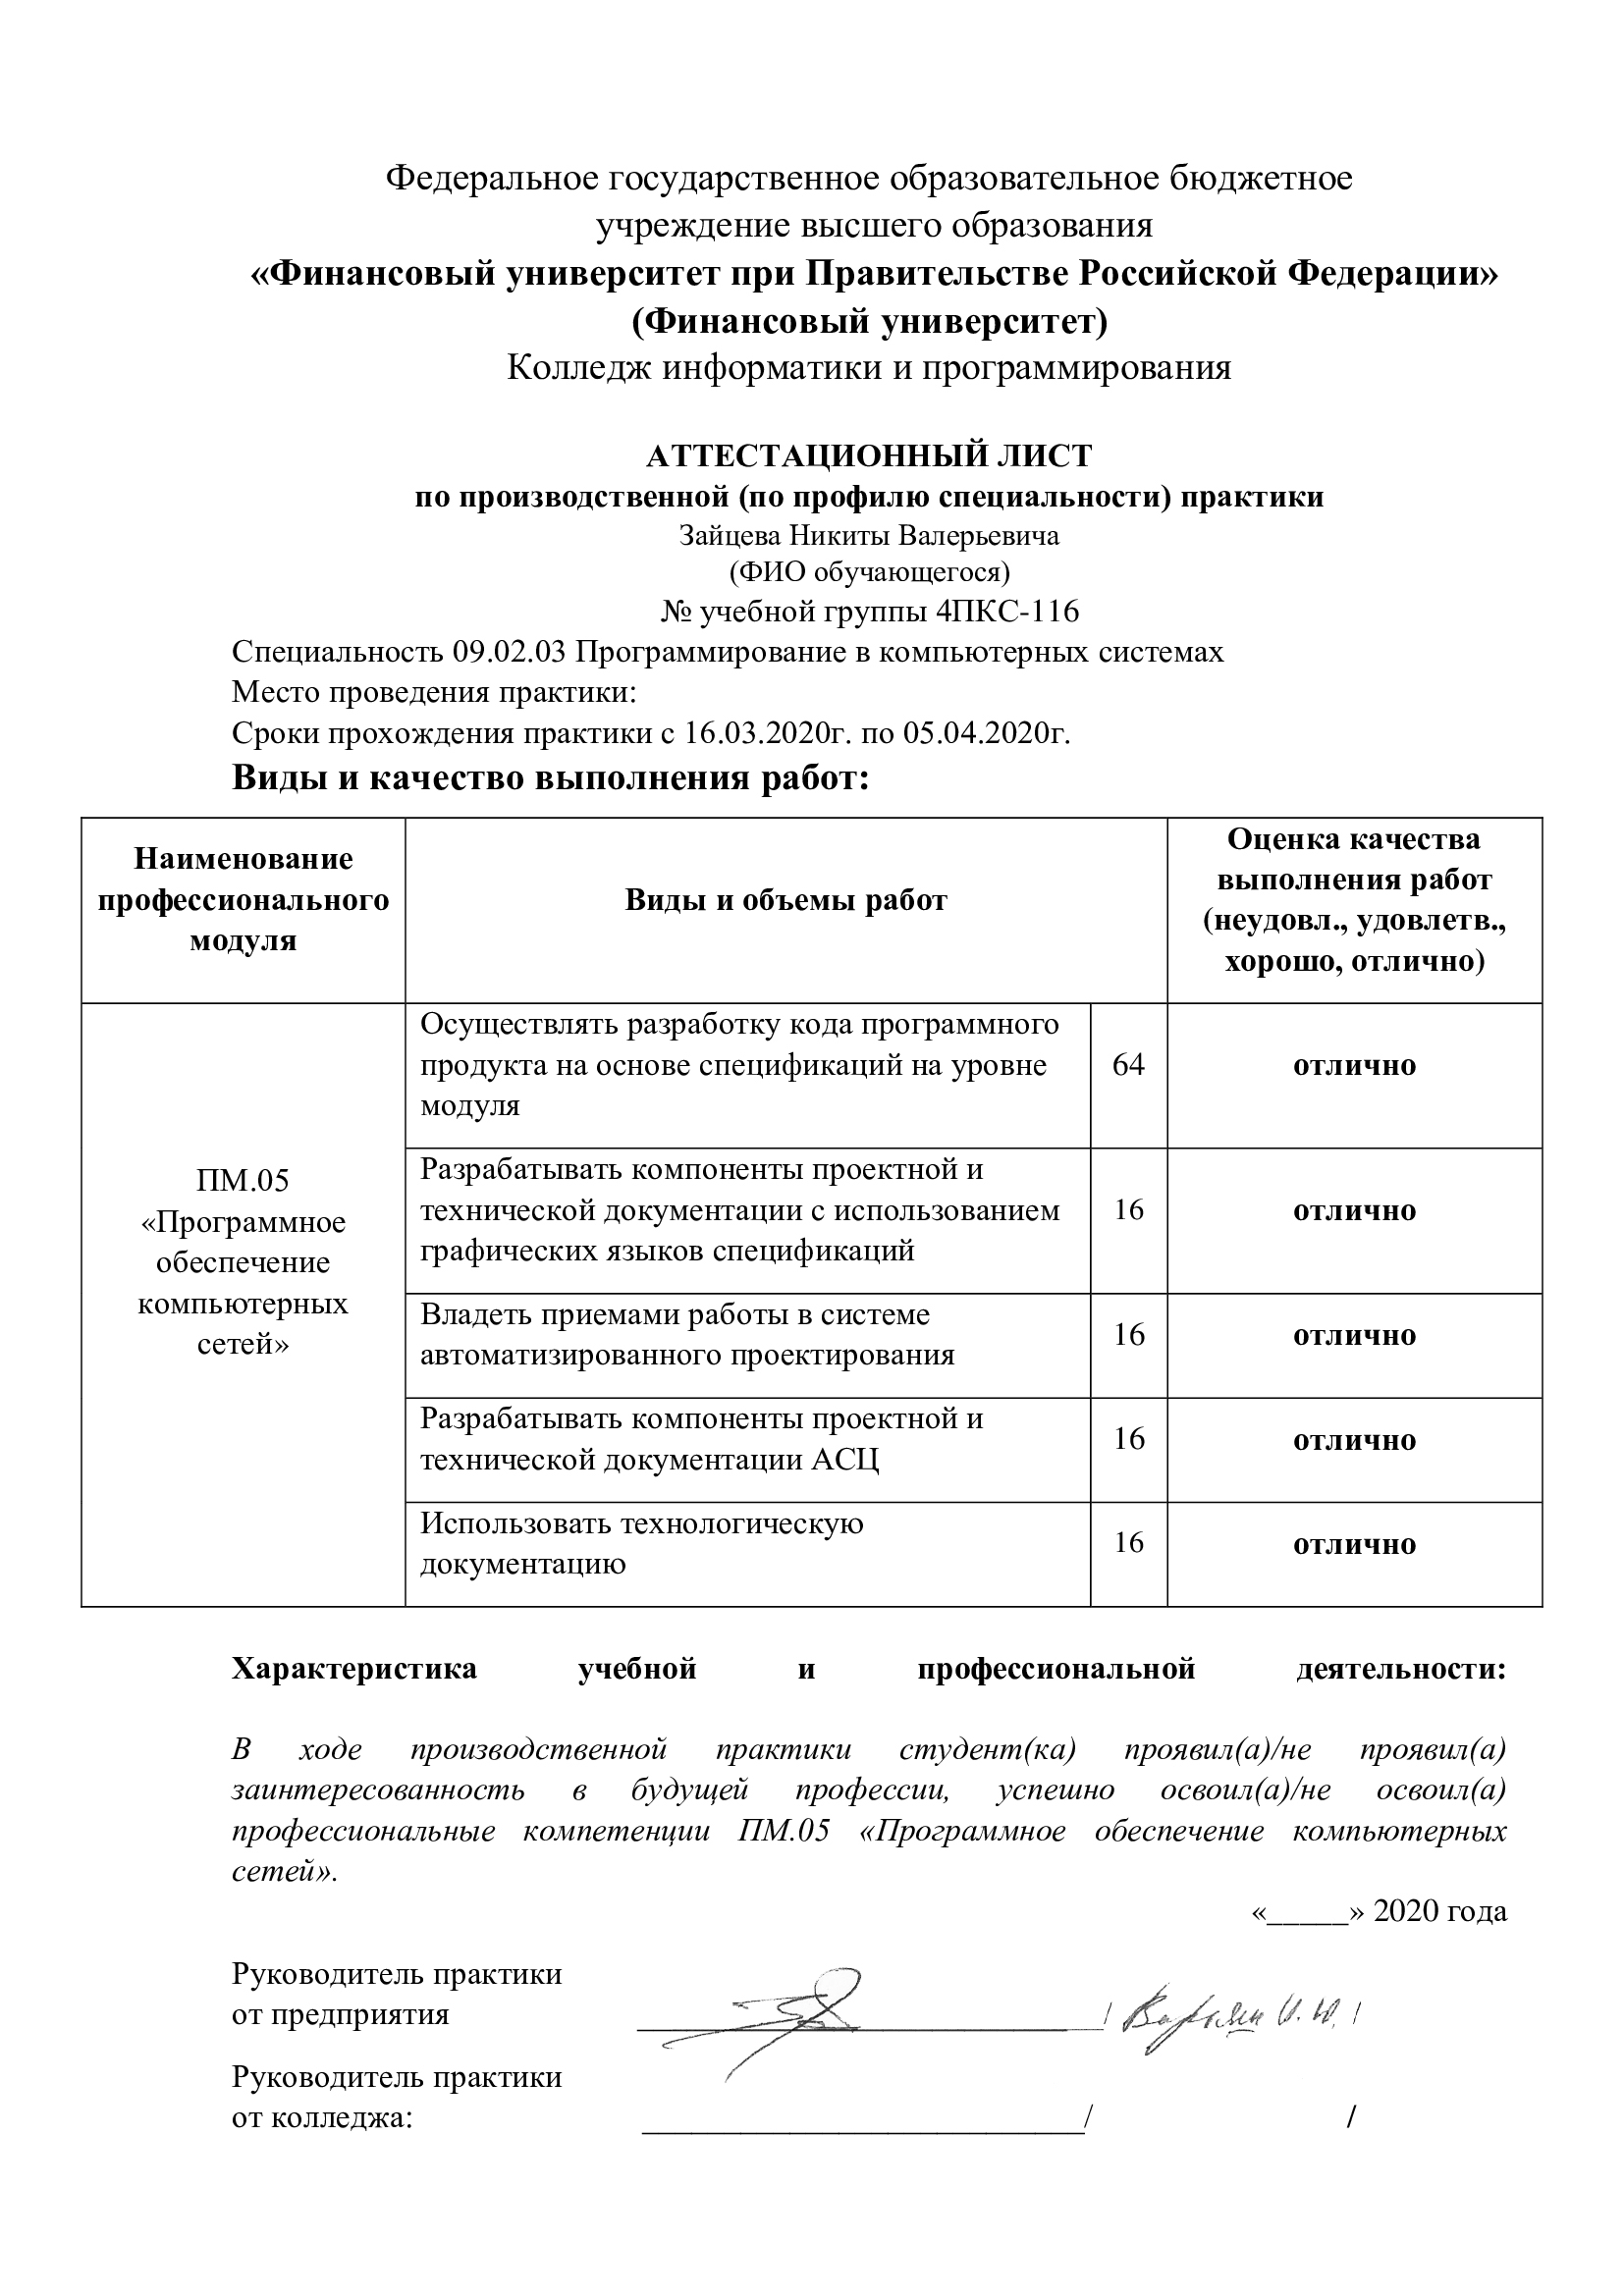 Федеральное государственное образовательное бюджетное
учреждение высшего образования
«Финансовый университет при Правительстве Российской Федерации»
(Финансовый университет)
Колледж информатики и программирования
АТТЕСТАЦИОННЫЙ ЛИСТ
по производственной (по профилю специальности) практики
Зайцева Никиты Валерьевича
(ФИО обучающегося)
№ учебной группы 4ПКС-116
Специальность 09.02.03 Программирование в компьютерных системах
Место проведения практики:
Сроки прохождения практики с 16.03.2020г. по 05.04.2020г.
Виды и качество выполнения работ:
Наименование
профессионального
модуля
Виды и объемы работ
Оценка качества
выполнения работ
(неудовл., удовлетв.,
хорошо, отлично)
ПМ.05
«Программное
обеспечение
компьютерных
сетей»
Осуществлять разработку кода программного
продукта на основе спецификаций на уровне
модуля
64
отлично
Разрабатывать компоненты проектной и
технической документации с использованием
графических языков спецификаций
16
отлично
Владеть приемами работы в системе
автоматизированного проектирования
16
отлично
Разрабатывать компоненты проектной и
технической документации АСЦ
16
отлично
Использовать технологическую
документацию
16
отлично
Характеристика учебной и профессиональной деятельности:
В ходе производственной практики студент(ка) проявил(а)/не проявил(а)
заинтересованность в будущей профессии, успешно освоил(а)/не освоил(а)
профессиональные компетенции ПМ.05 «Программное обеспечение компьютерных
сетей».
«_____» 2020 года
Руководитель практики
от предприятия ____________________________/ И. Ю. /
Руководитель практики
от колледжа: ___________________________/ /